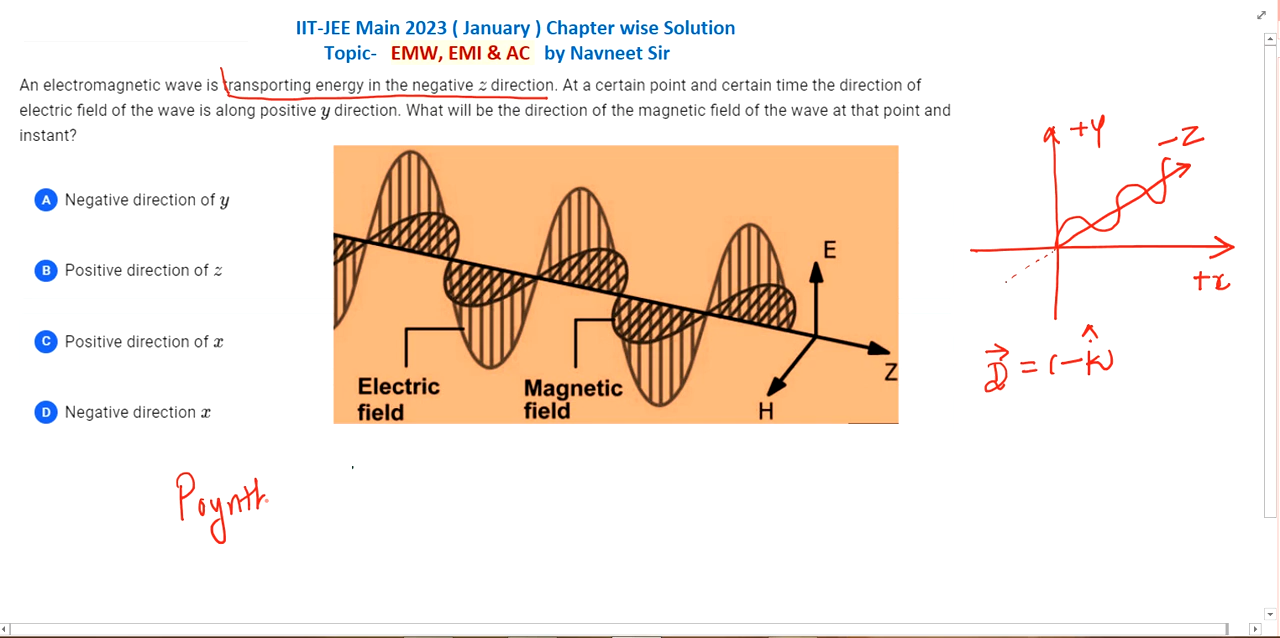 IIT-JEE Main 2023 ( January ) Chapter wise Solution
Topic- EMW, EMI & AC by Navneet Sir
An electromagnetic wave is transporting energy in the negative z direction. At a certain point and certain time the direction of
electric field of the wave is along positive y direction. What will be the direction of the magnetic field of the wave at that point and
instant?
A Negative direction of y
B Positive direction of z
C Positive direction of x
D Negative direction x
E
Z
H
Electric
field
Magnetic
field
+y
-z
+x
= (-k̂)
Poynti